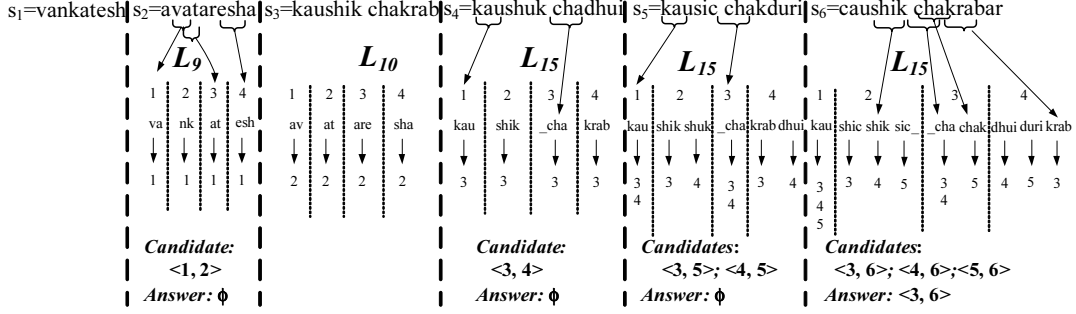 s1=vankatesh s2=avataresha s3=kaushik chakrab s4=kaushuk chadhui s5=kausic chakduri s6=caushik chakrabar
L9 L10 L15 L15 L15
1 2 3 4 1 2 3 4 1 2 3 4 1 2 3 4 1 2 3 4
va nk at esh av at are sha kau shik _cha krab kau shik shuk _cha krab dhui kau shic shik sic_ _cha chak dhui duri krab
1 1 1 1 2 2 2 2 3 3 3 3 3 3 4 3 3 4 3 3 4 5 3 5 4 5 3
4 4 4 4
5
Candidate: Candidate: Candidates: Candidates:
<1, 2> <3, 4> <3, 5>; <4, 5> <3, 6>; <4, 6>; <5, 6>
Answer: ϕ Answer: ϕ Answer: ϕ Answer: <3, 6>